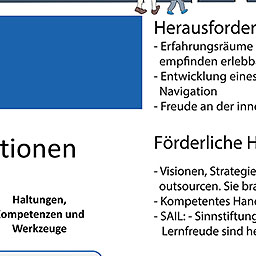 Herausforder
- Erfahrungsräume
empfinden erlebb
- Entwicklung eines
Navigation
- Freude an der inne
tionen
Förderliche H
- Visionen, Strategie
outsourcen. Sie bra
- Kompetentes Hand
- SAIL: - Sinnstiftung
Lernfreude sind he
Haltungen,
Kompetenzen und
Werkzeuge